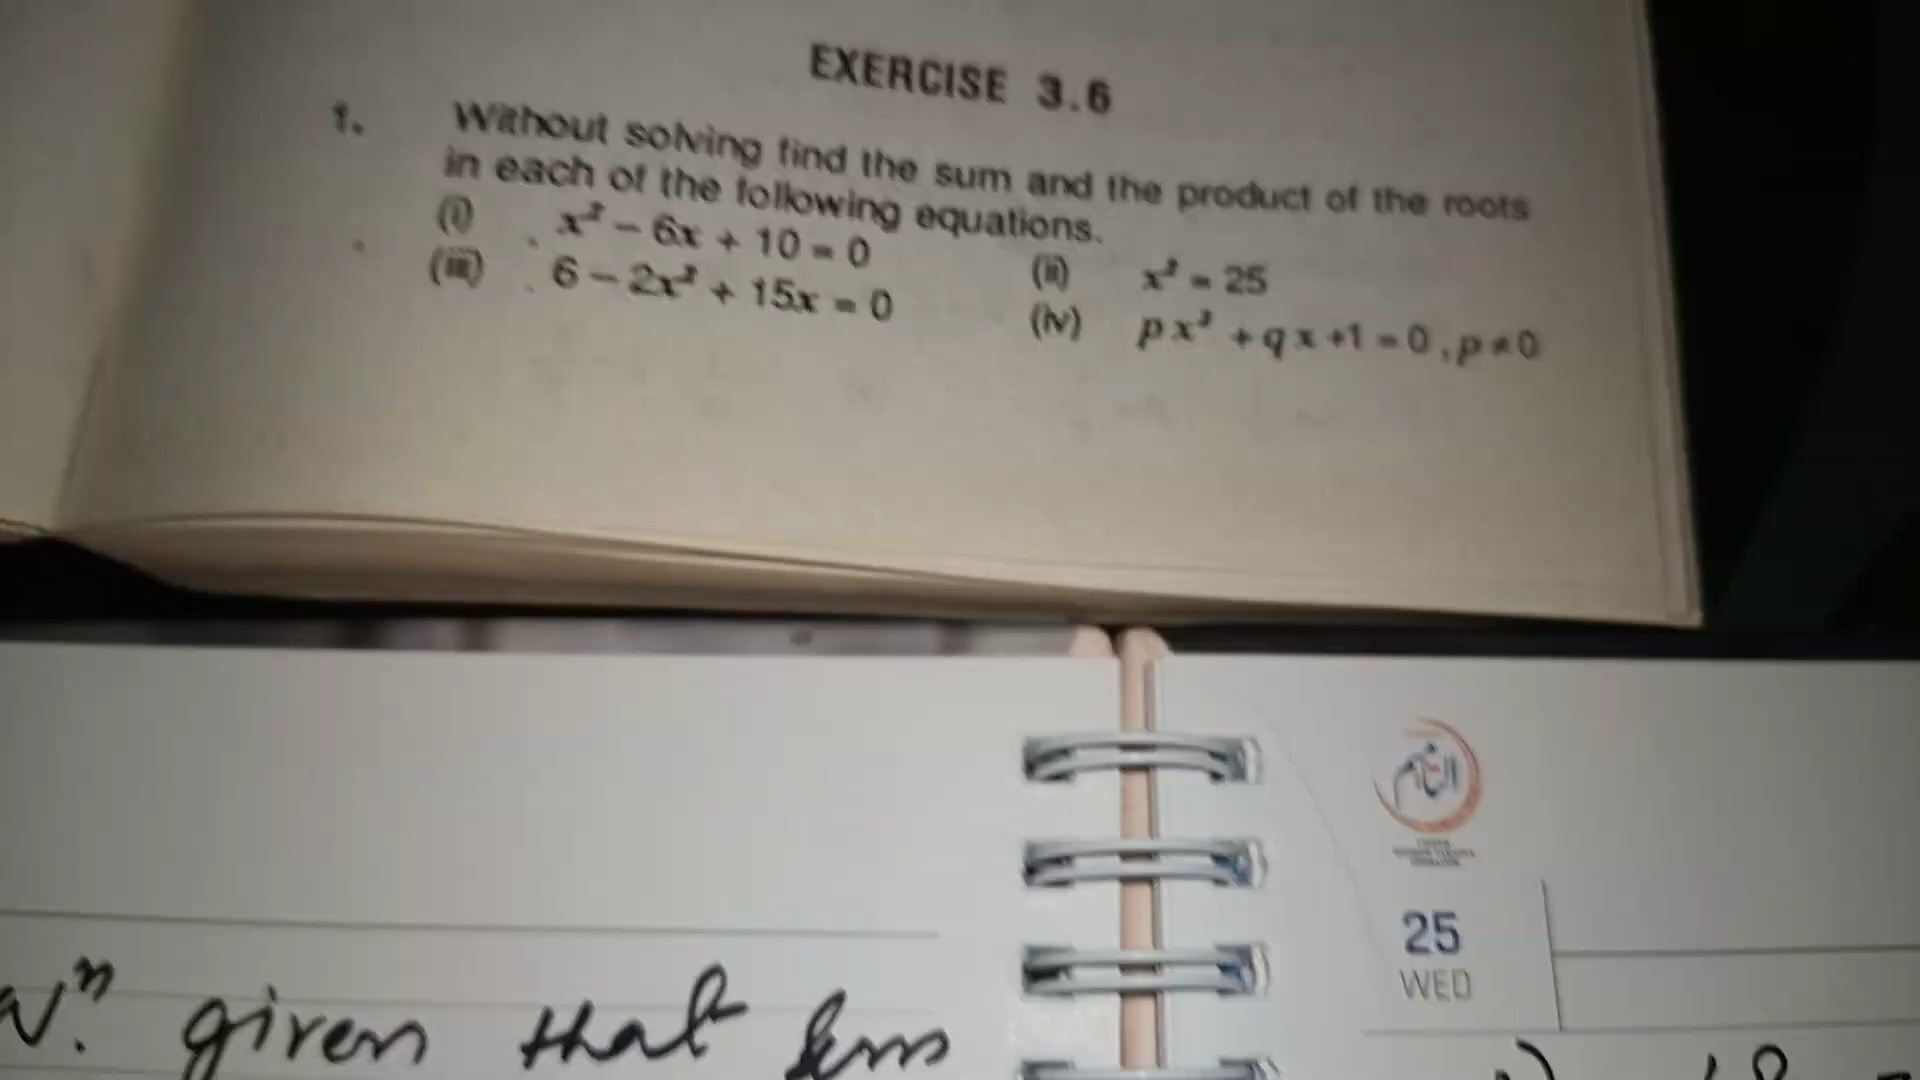 EXERCISE 3.6
1. Without solving find the sum and the product of the roots
in each of the following equations.
(i) x² − 6x + 10 = 0 (ii) x² = 25
(iii) 6 − 2x² + 15x = 0 (iv) px² + qx +1 = 0, p ≠ 0
25
WED
given that